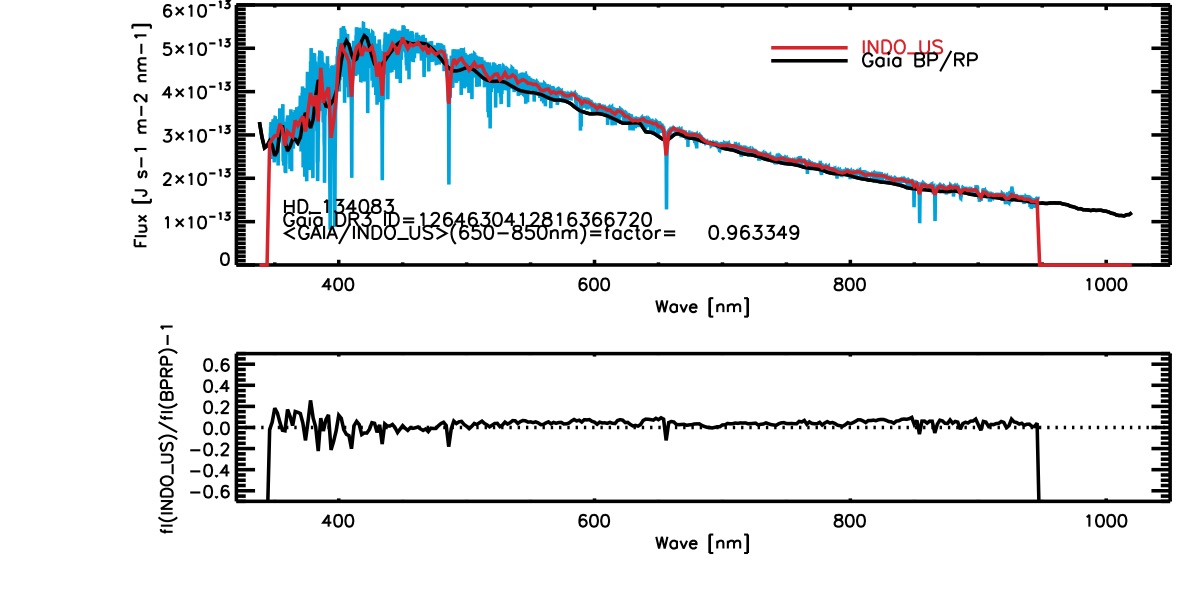 6×10−13
5×10−13
4×10−13
3×10−13
2×10−13
1×10−13
0
Flux [J s−1 m−2 nm−1]
INDO_US
Gaia BP/RP
HD_134083
Gaia DR3 ID=1264630412816366720
<GAIA/INDO_US>(650−850nm)=factor= 0.963349
400 600 800 1000
Wave [nm]
fl(INDO_US)/fl(BPRP)−1
0.6
0.4
0.2
0.0
−0.2
−0.4
−0.6
400 600 800 1000
Wave [nm]